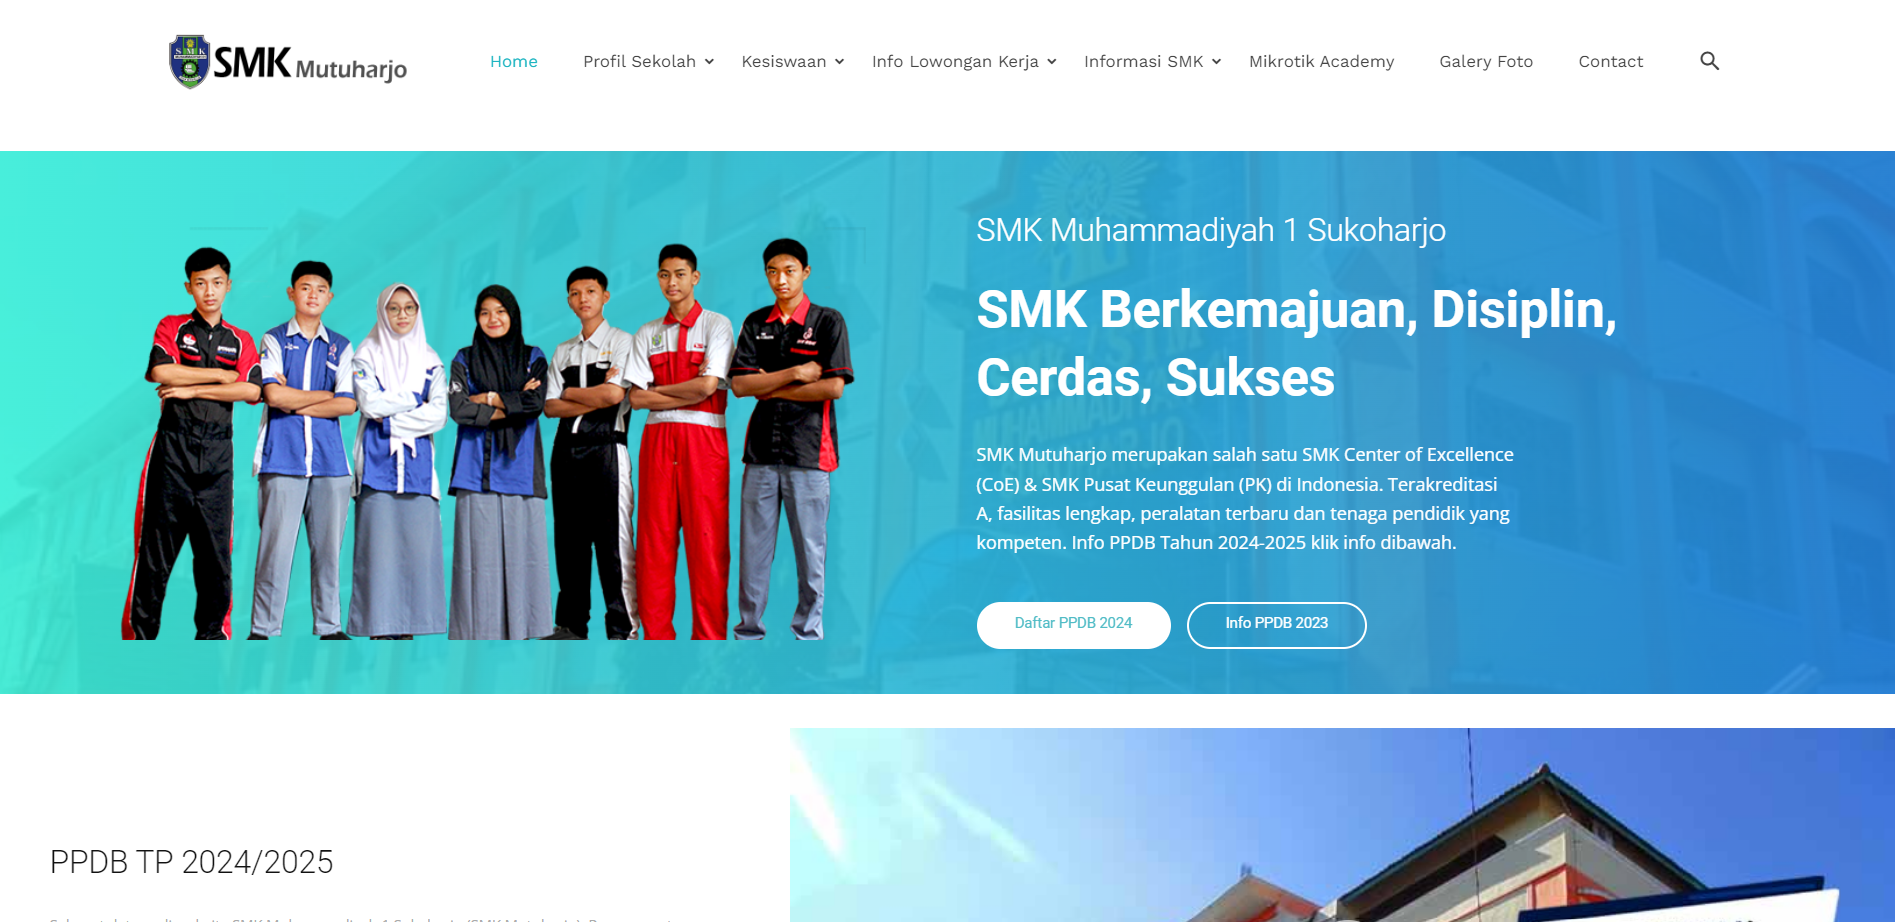 SMK Mutuharjo
Home
Profil Sekolah
Kesiswaan
Info Lowongan Kerja
Informasi SMK
Mikrotik Academy
Galery Foto
Contact
SMK Muhammadiyah 1 Sukoharjo
SMK Berkemajuan, Disiplin,
Cerdas, Sukses
SMK Mutuharjo merupakan salah satu SMK Center of Excellence
(CoE) & SMK Pusat Keunggulan (PK) di Indonesia. Terakreditasi
A, fasilitas lengkap, peralatan terbaru dan tenaga pendidik yang
kompeten. Info PPDB Tahun 2024-2025 klik info dibawah.
Daftar PPDB 2024
Info PPDB 2023
PPDB TP 2024/2025